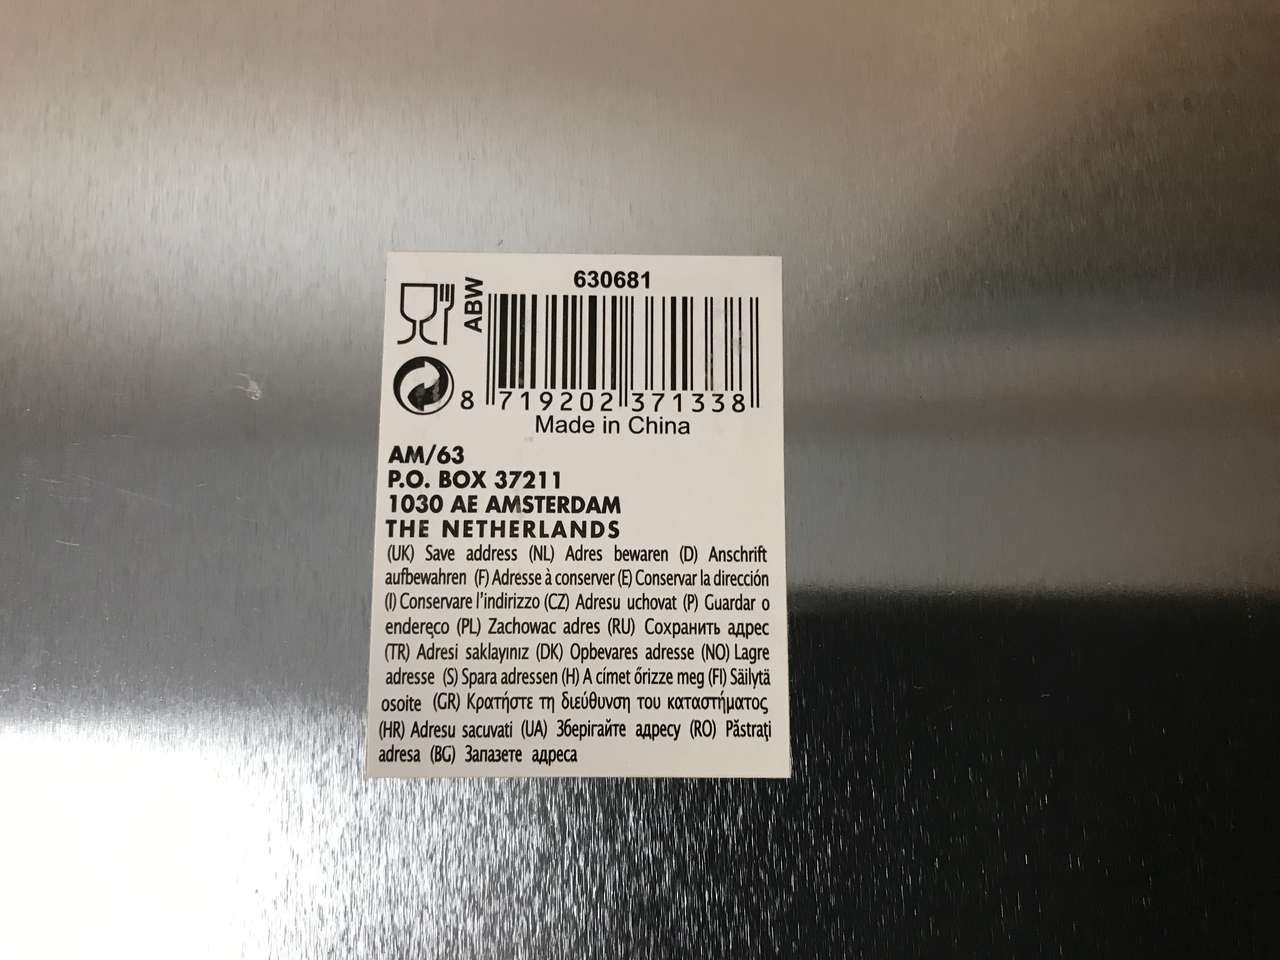 630681
ABW
8 719202 371338
Made in China
AM/63
P.O. BOX 37211
1030 AE AMSTERDAM
THE NETHERLANDS
(UK) Save address (NL) Adres bewaren (D) Anschrift
aufbewahren (F) Adresse à conserver (E) Conservar la dirección
(I) Conservare l'indirizzo (CZ) Adresu uchovat (P) Guardar o
endereço (PL) Zachowac adres (RU) Сохранить адрес
(TR) Adresi saklayınız (DK) Opbevares adresse (NO) Lagre
adresse (S) Spara adressen (H) A címet őrizze meg (FI) Säilytä
osoite (GR) Κρατήστε τη διεύθυνση του καταστήματος
(HR) Adresu sacuvati (UA) Зберігайте адресу (RO) Păstraţi
adresa (BG) Запазете адреса